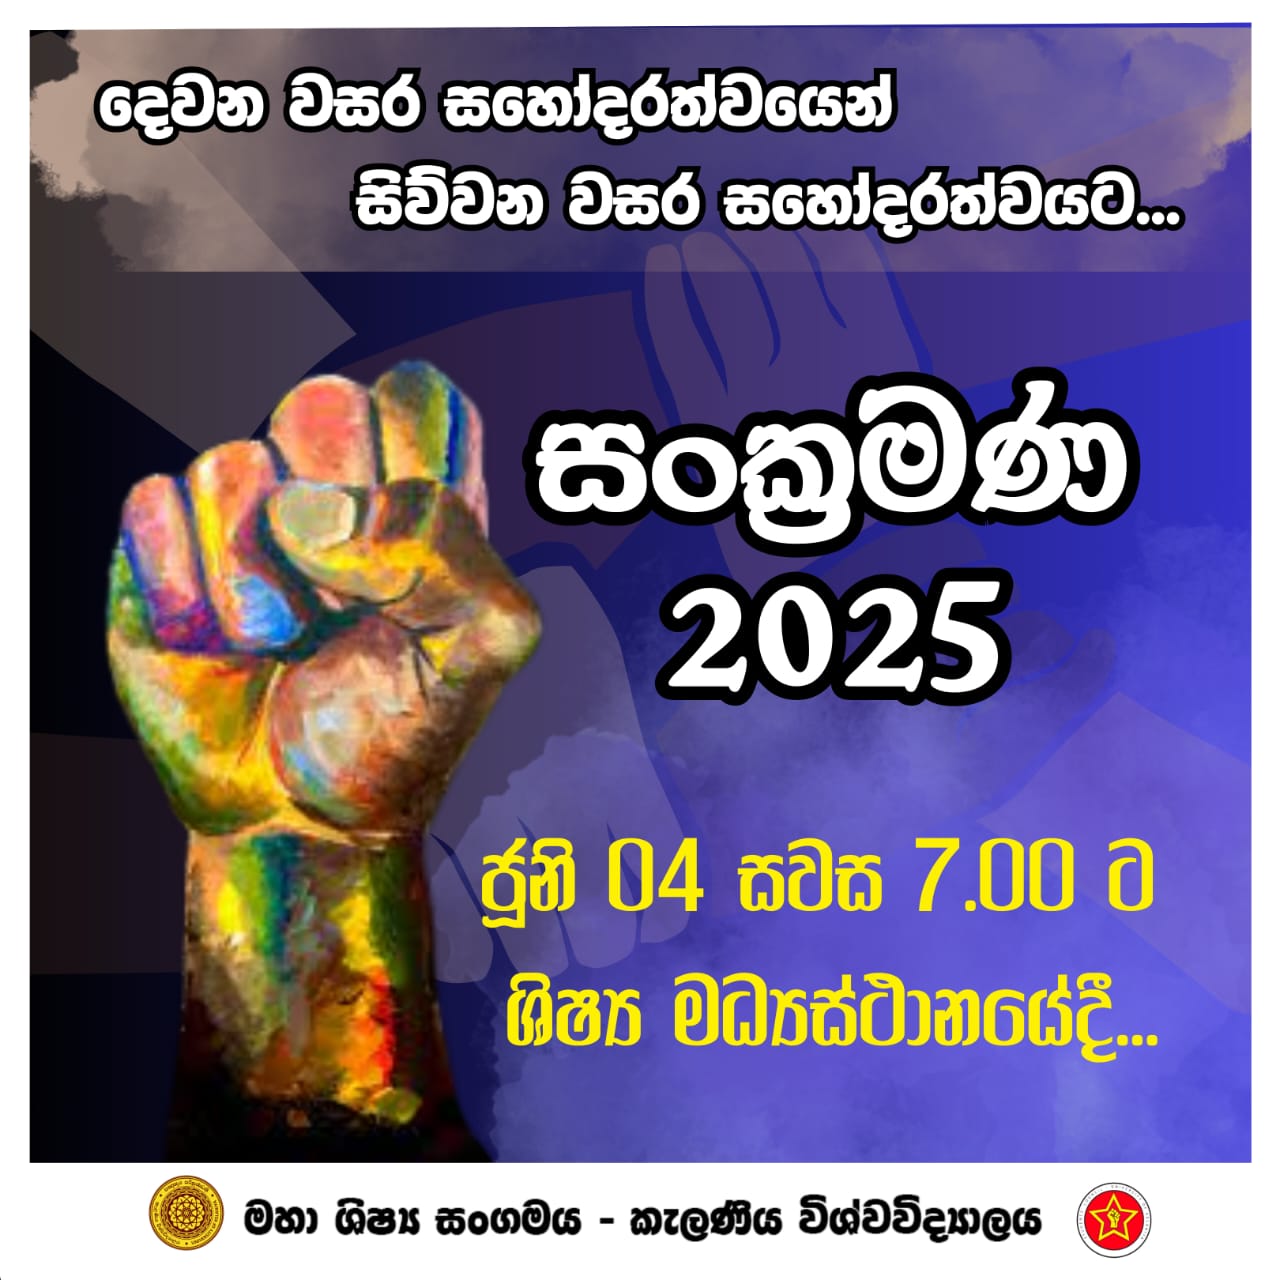 දෙවන වසර සහෝදරත්වයෙන්
සිව්වන වසර සහෝදරත්වයට...
සංක්‍රමණ
2025
ජූනි 04 සවස 7.00 ට
ශිෂ්‍ය මධ්‍යස්ථානයේදී...
මහා ශිෂ්‍ය සංගමය - කැලණිය විශ්වවිද්‍යාලය